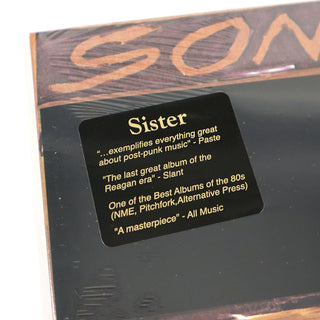 SON
Sister
"...exemplifies everything great
about post-punk music" - Paste
"The last great album of the
Reagan era" - Slant
One of the Best Albums of the 80s
(NME, Pitchfork,Alternative Press)
"A masterpiece" - All Music